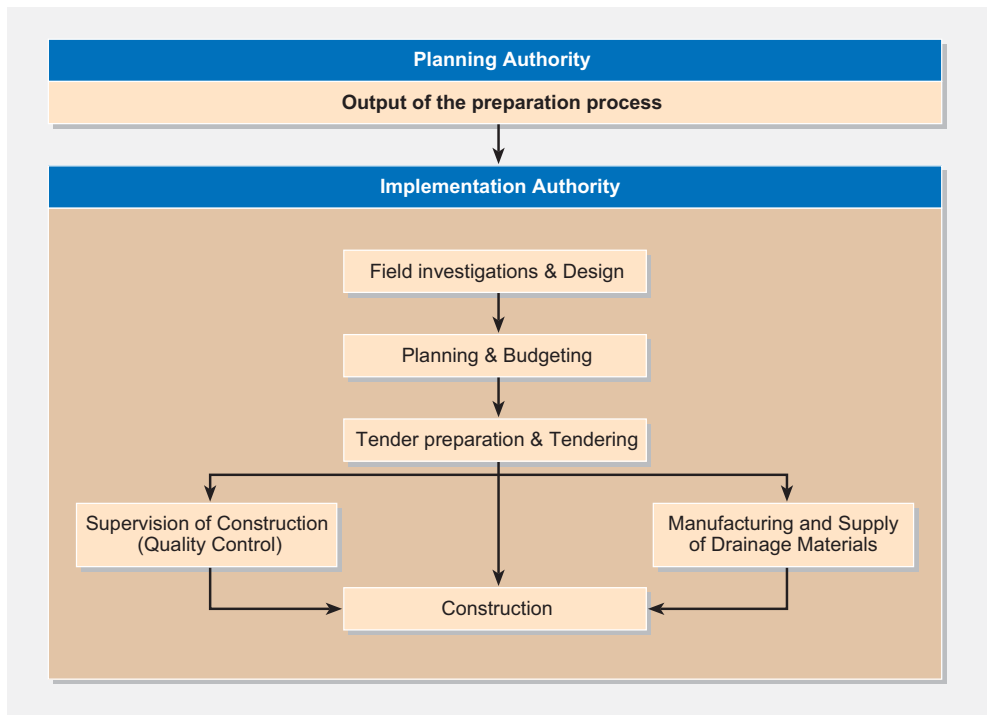 Planning Authority
Output of the preparation process
Implementation Authority
Field investigations & Design
Planning & Budgeting
Tender preparation & Tendering
Supervision of Construction
(Quality Control)
Manufacturing and Supply
of Drainage Materials
Construction